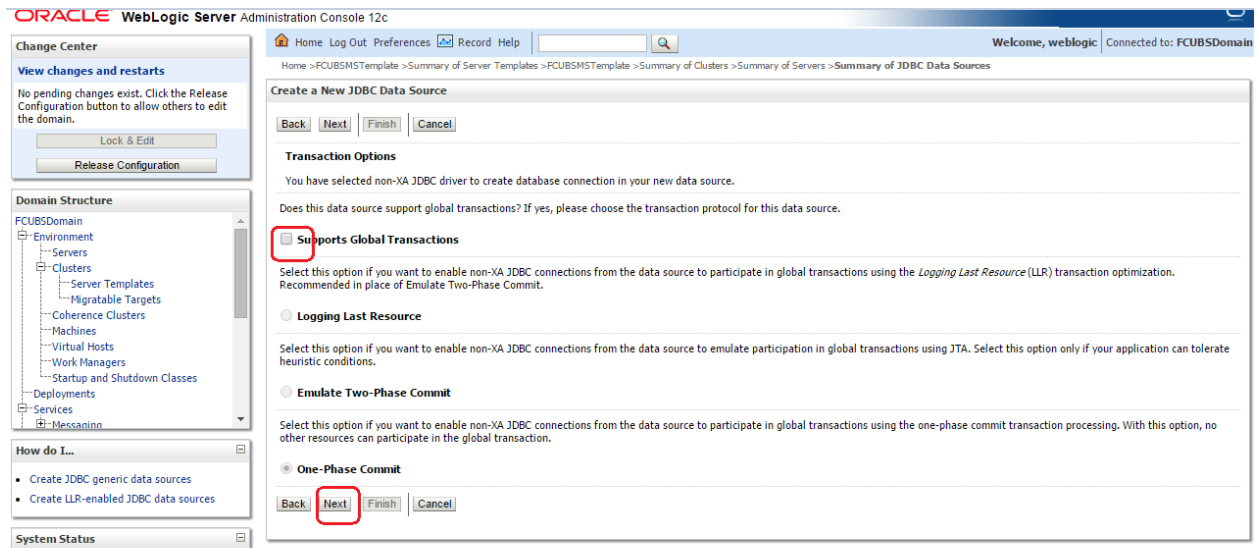 ORACLE WebLogic Server Administration Console 12c
Change Center
View changes and restarts
No pending changes exist. Click the Release
Configuration button to allow others to edit
the domain.
Lock & Edit
Release Configuration
Domain Structure
FCUBSDomain
Environment
Servers
Clusters
Server Templates
Migratable Targets
Coherence Clusters
Machines
Virtual Hosts
Work Managers
Startup and Shutdown Classes
Deployments
Services
Messaging
How do I...
Create JDBC generic data sources
Create LLR-enabled JDBC data sources
System Status
Home Log Out Preferences Record Help
Welcome, weblogic Connected to: FCUBSDomain
Home >FCUBSMSTemplate >Summary of Server Templates >FCUBSMSTemplate >Summary of Clusters >Summary of Servers >Summary of JDBC Data Sources
Create a New JDBC Data Source
Back Next Finish Cancel
Transaction Options
You have selected non-XA JDBC driver to create database connection in your new data source.
Does this data source support global transactions? If yes, please choose the transaction protocol for this data source.
Supports Global Transactions
Select this option if you want to enable non-XA JDBC connections from the data source to participate in global transactions using the Logging Last Resource (LLR) transaction optimization.
Recommended in place of Emulate Two-Phase Commit.
Logging Last Resource
Select this option if you want to enable non-XA JDBC connections from the data source to emulate participation in global transactions using JTA. Select this option only if your application can tolerate
heuristic conditions.
Emulate Two-Phase Commit
Select this option if you want to enable non-XA JDBC connections from the data source to participate in global transactions using the one-phase commit transaction processing. With this option, no
other resources can participate in the global transaction.
One-Phase Commit
Back Next Finish Cancel